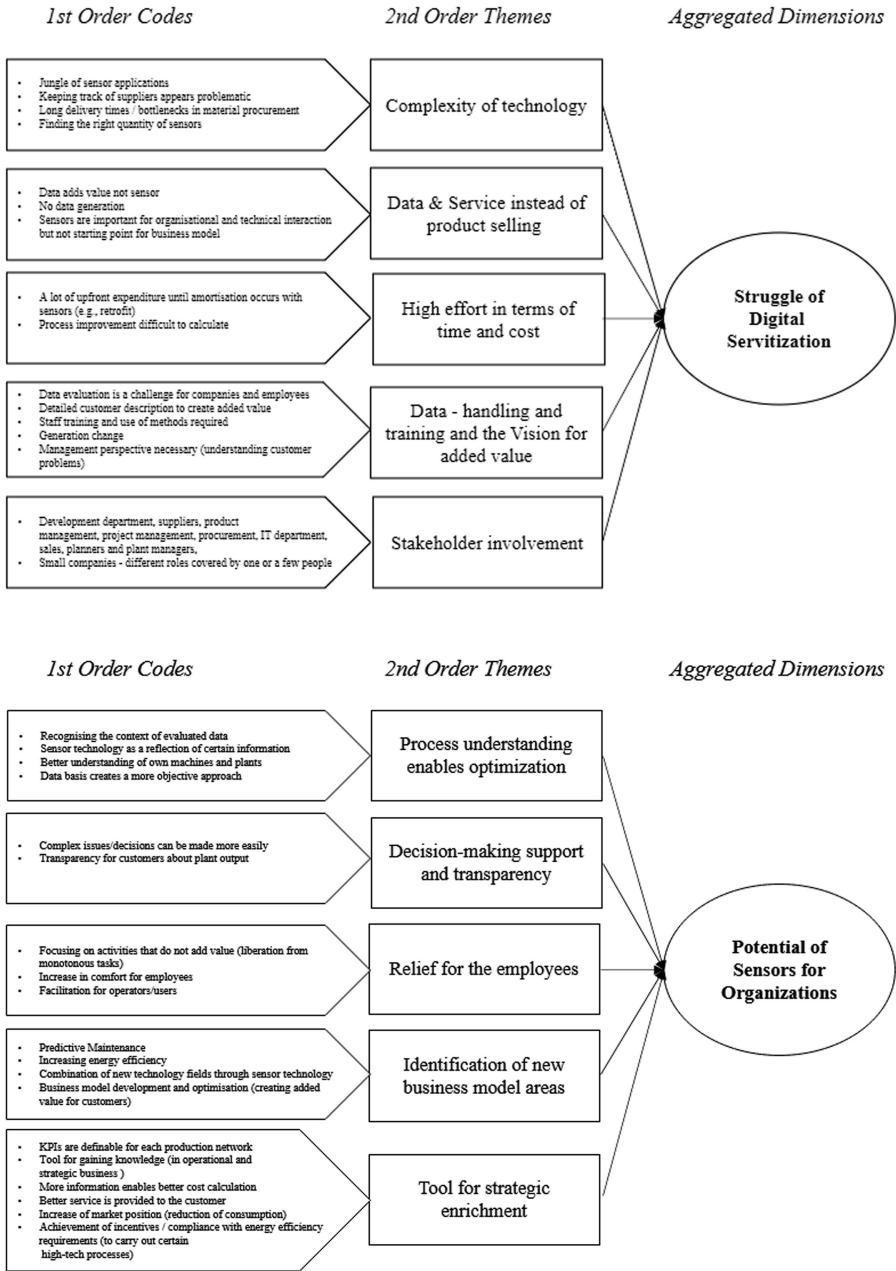 1st Order Codes
2nd Order Themes
Aggregated Dimensions
• Jungle of sensor applications
• Keeping track of suppliers appears problematic
• Long delivery times / bottlenecks in material procurement
• Finding the right quantity of sensors
Complexity of technology
• Data adds value not sensor
• No data generation
• Sensors are important for organisational and technical interaction
but not starting point for business model
Data & Service instead of
product selling
• A lot of upfront expenditure until amortisation occurs with
sensors (e.g., retrofit)
• Process improvement difficult to calculate
High effort in terms of
time and cost
• Data evaluation is a challenge for companies and employees
• Detailed customer description to create added value
• Staff training and use of methods required
• Generation change
• Management perspective necessary (understanding customer
problems)
Data - handling and
training and the Vision for
added value
• Development department, suppliers, product
management, project management, procurement, IT department,
sales, planners and plant managers,
• Small companies - different roles covered by one or a few people
Stakeholder involvement
Struggle of
Digital
Servitization
1st Order Codes
2nd Order Themes
Aggregated Dimensions
• Recognising the context of evaluated data
• Sensor technology as a reflection of certain information
• Better understanding of own machines and plants
• Data basis creates a more objective approach
Process understanding
enables optimization
• Complex issues/decisions can be made more easily
• Transparency for customers about plant output
Decision-making support
and transparency
• Focusing on activities that do not add value (liberation from
monotonous tasks)
• Increase in comfort for employees
• Facilitation for operators/users
Relief for the employees
• Predictive Maintenance
• Increasing energy efficiency
• Combination of new technology fields through sensor technology
• Business model development and optimisation (creating added
value for customers)
Identification of new
business model areas
• KPIs are definable for each production network
• Tool for gaining knowledge (in operational and
strategic business )
• More information enables better cost calculation
• Better service is provided to the customer
• Increase of market position (reduction of consumption)
• Achievement of incentives / compliance with energy efficiency
requirements (to carry out certain
high-tech processes)
Tool for strategic
enrichment
Potential of
Sensors for
Organizations